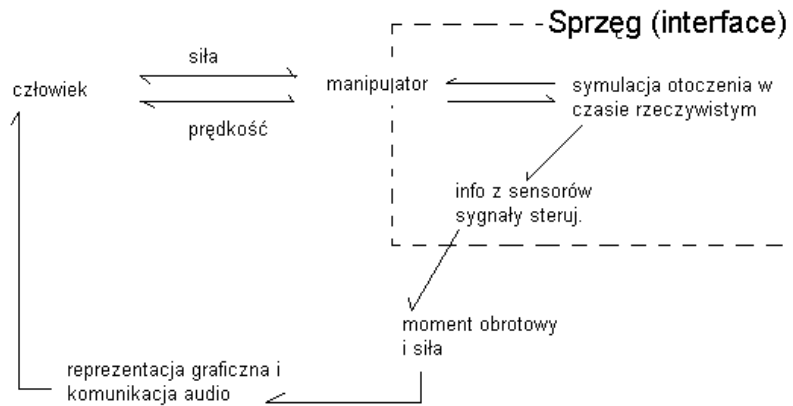 Sprzęg (interface)
siła
człowiek
manipulator
symulacja otoczenia w
czasie rzeczywistym
prędkość
info z sensorów
sygnały steruj.
moment obrotowy
i siła
reprezentacja graficzna i
komunikacja audio